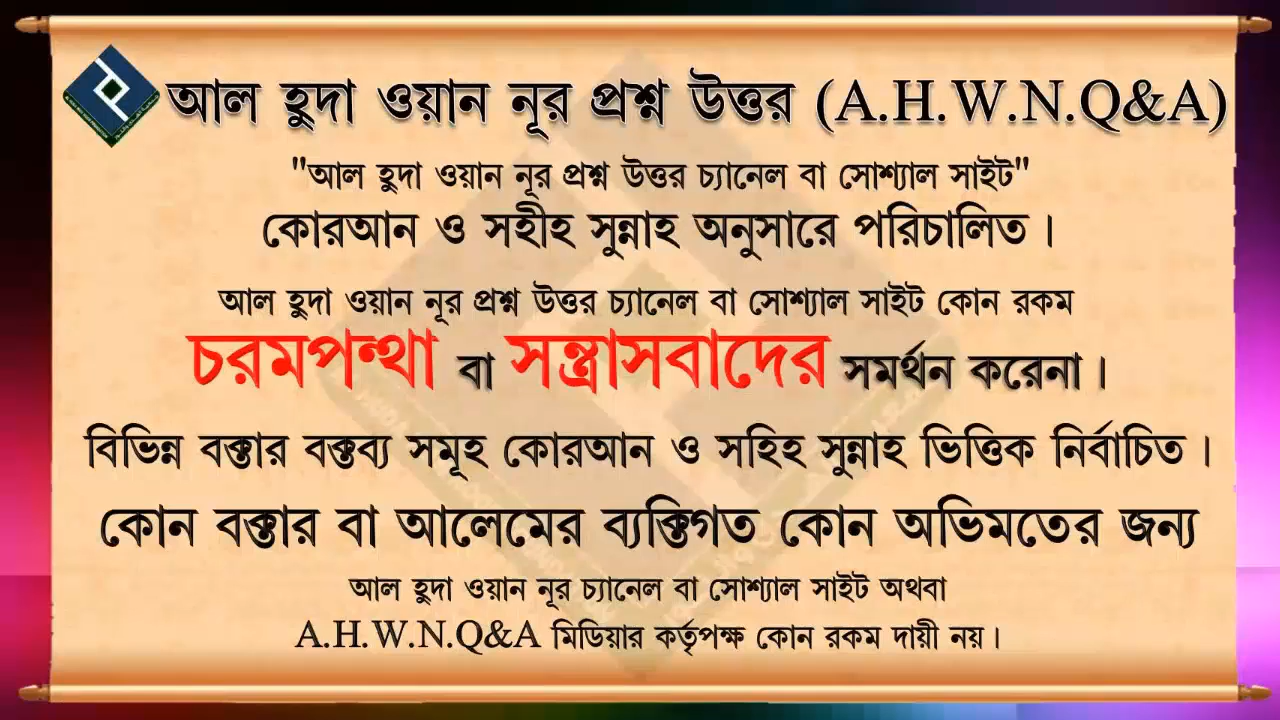 আল হুদা ওয়ান নূর প্রশ্ন উত্তর (A.H.W.N.Q&A)
"আল হুদা ওয়ান নূর প্রশ্ন উত্তর চ্যানেল বা সোশ্যাল সাইট"
কোরআন ও সহীহ সুন্নাহ অনুসারে পরিচালিত।
আল হুদা ওয়ান নূর প্রশ্ন উত্তর চ্যানেল বা সোশ্যাল সাইট কোন রকম
চরমপন্থা বা সন্ত্রাসবাদের সমর্থন করেনা।
বিভিন্ন বক্তার বক্তব্য সমূহ কোরআন ও সহিহ সুন্নাহ ভিত্তিক নির্বাচিত।
কোন বক্তার বা আলেমের ব্যক্তিগত কোন অভিমতের জন্য
আল হুদা ওয়ান নূর চ্যানেল বা সোশ্যাল সাইট অথবা
A.H.W.N.Q&A মিডিয়ার কর্তৃপক্ষ কোন রকম দায়ী নয়।